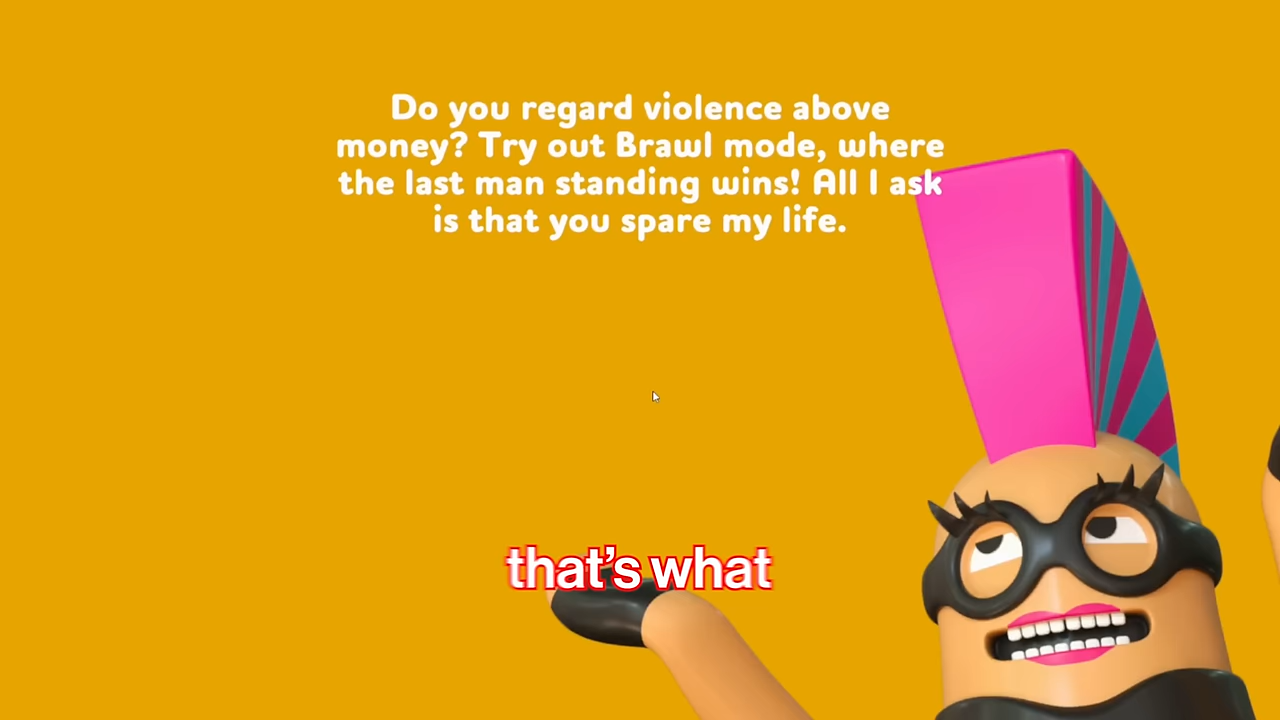 Do you regard violence above
money? Try out Brawl mode, where
the last man standing wins! All I ask
is that you spare my life.
that's what